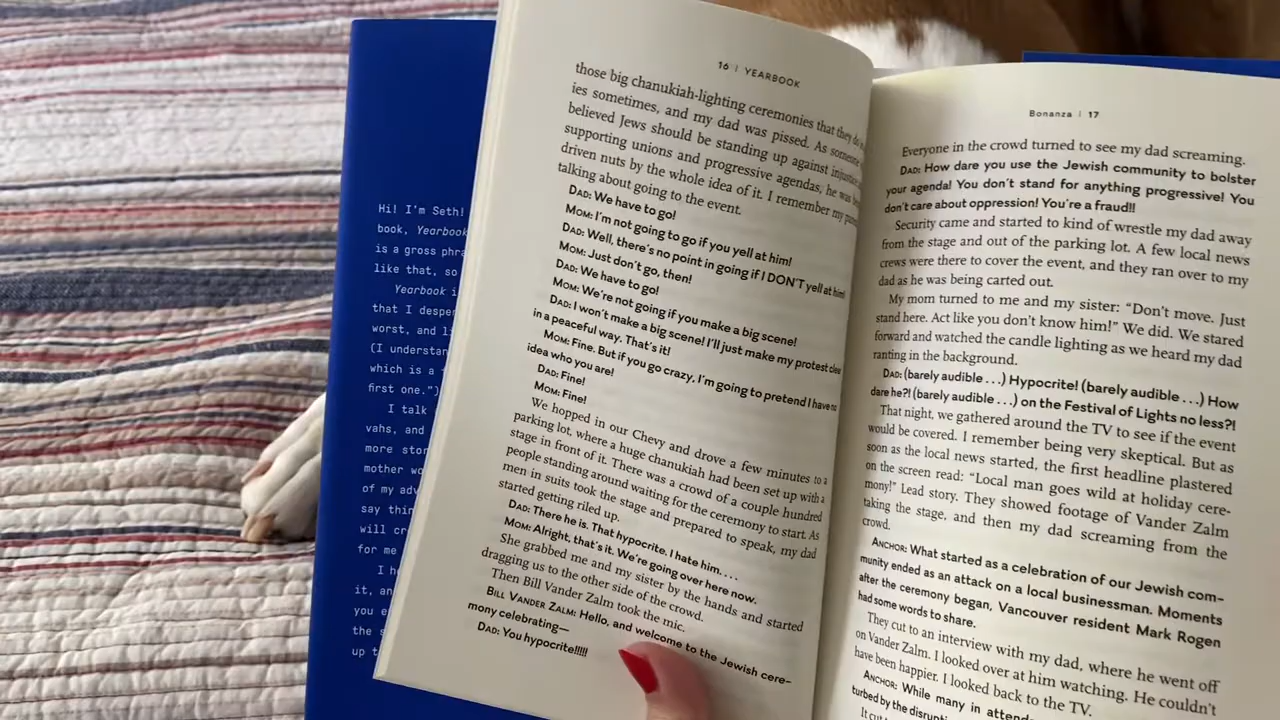 Hi! I'm Seth!
book, Yearbook
is a gross
like that, so
Yearbook
that I
worst, and
(I
which is a
first one.")
I talk
and
more
mother
of my
say
will
for me
I
it,
you
the
up
16 | YEARBOOK
those big chanukiah-lighting ceremonies that they do
ies sometimes, and my dad was pissed. As someone
believed Jews should be standing up against
supporting unions and progressive agendas, he was
driven nuts by the whole idea of it. I remember my
talking about going to the event.
DAD: We have to go!
MOM: I'm not going to go if you yell at him!
DAD: Well, there's no point in going if I DON'T yell at him!
MOM: Just don't go, then!
DAD: We have to go!
MOM: We're not going if you make a big scene!
DAD: I won't make a big scene! I'll just make my protest clear
in a peaceful way. That's it!
MOM: Fine. But if you go crazy, I'm going to pretend I have no
idea who you are!
DAD: Fine!
MOM: Fine!
We hopped in our Chevy and drove a few minutes to a
parking lot, where a huge chanukiah had been set up with a
stage in front of it. There was a crowd of a couple hundred
people standing around waiting for the ceremony to start. As
men in suits took the stage and prepared to speak, my dad
started getting riled up.
DAD: There he is. That hypocrite. I hate him....
MOM: Alright, that's it. We're going over here now.
She grabbed me and my sister by the hands and started
dragging us to the other side of the crowd.
Then Bill Vander Zalm took the mic.
BILL VANDER ZALM: Hello, and welcome to the Jewish cere-
mony celebrating—
DAD: You hypocrite!!!!!
Bonanza | 17
Everyone in the crowd turned to see my dad screaming.
DAD: How dare you use the Jewish community to bolster
your agenda! You don't stand for anything progressive! You
don't care about oppression! You're a fraud!!
Security came and started to kind of wrestle my dad away
from the stage and out of the parking lot. A few local news
crews were there to cover the event, and they ran over to my
dad as he was being carted out.
My mom turned to me and my sister: "Don't move. Just
stand here. Act like you don't know him!" We did. We stared
forward and watched the candle lighting as we heard my dad
ranting in the background.
DAD: (barely audible ...) Hypocrite! (barely audible ...) How
dare he?! (barely audible ...) on the Festival of Lights no less?!
That night, we gathered around the TV to see if the event
would be covered. I remember being very skeptical. But as
soon as the local news started, the first headline plastered
on the screen read: "Local man goes wild at holiday cere-
mony!" Lead story. They showed footage of Vander Zalm
taking the stage, and then my dad screaming from the
crowd.
ANCHOR: What started as a celebration of our Jewish com-
munity ended as an attack on a local businessman. Moments
after the ceremony began, Vancouver resident Mark Rogen
had some words to share.
They cut to an interview with my dad, where he went off
on Vander Zalm. I looked over at him watching. He couldn't
have been happier. I looked back to the TV.
ANCHOR: While many in
turbed by the
It cut